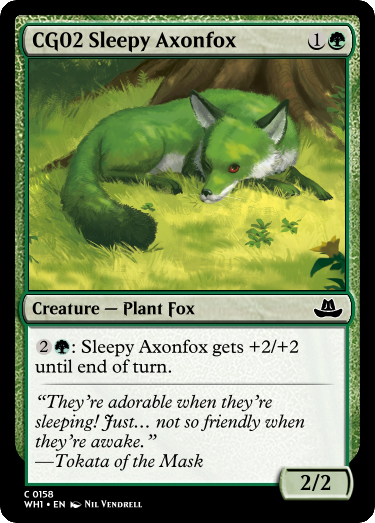 CG02 Sleepy Axonfox 1
Creature — Plant Fox
2: Sleepy Axonfox gets +2/+2
until end of turn.
“They’re adorable when they’re
sleeping! Just… not so friendly when
they’re awake.”
—Tokata of the Mask
2/2
C 0158
WH1 • EN Nil Vendrell